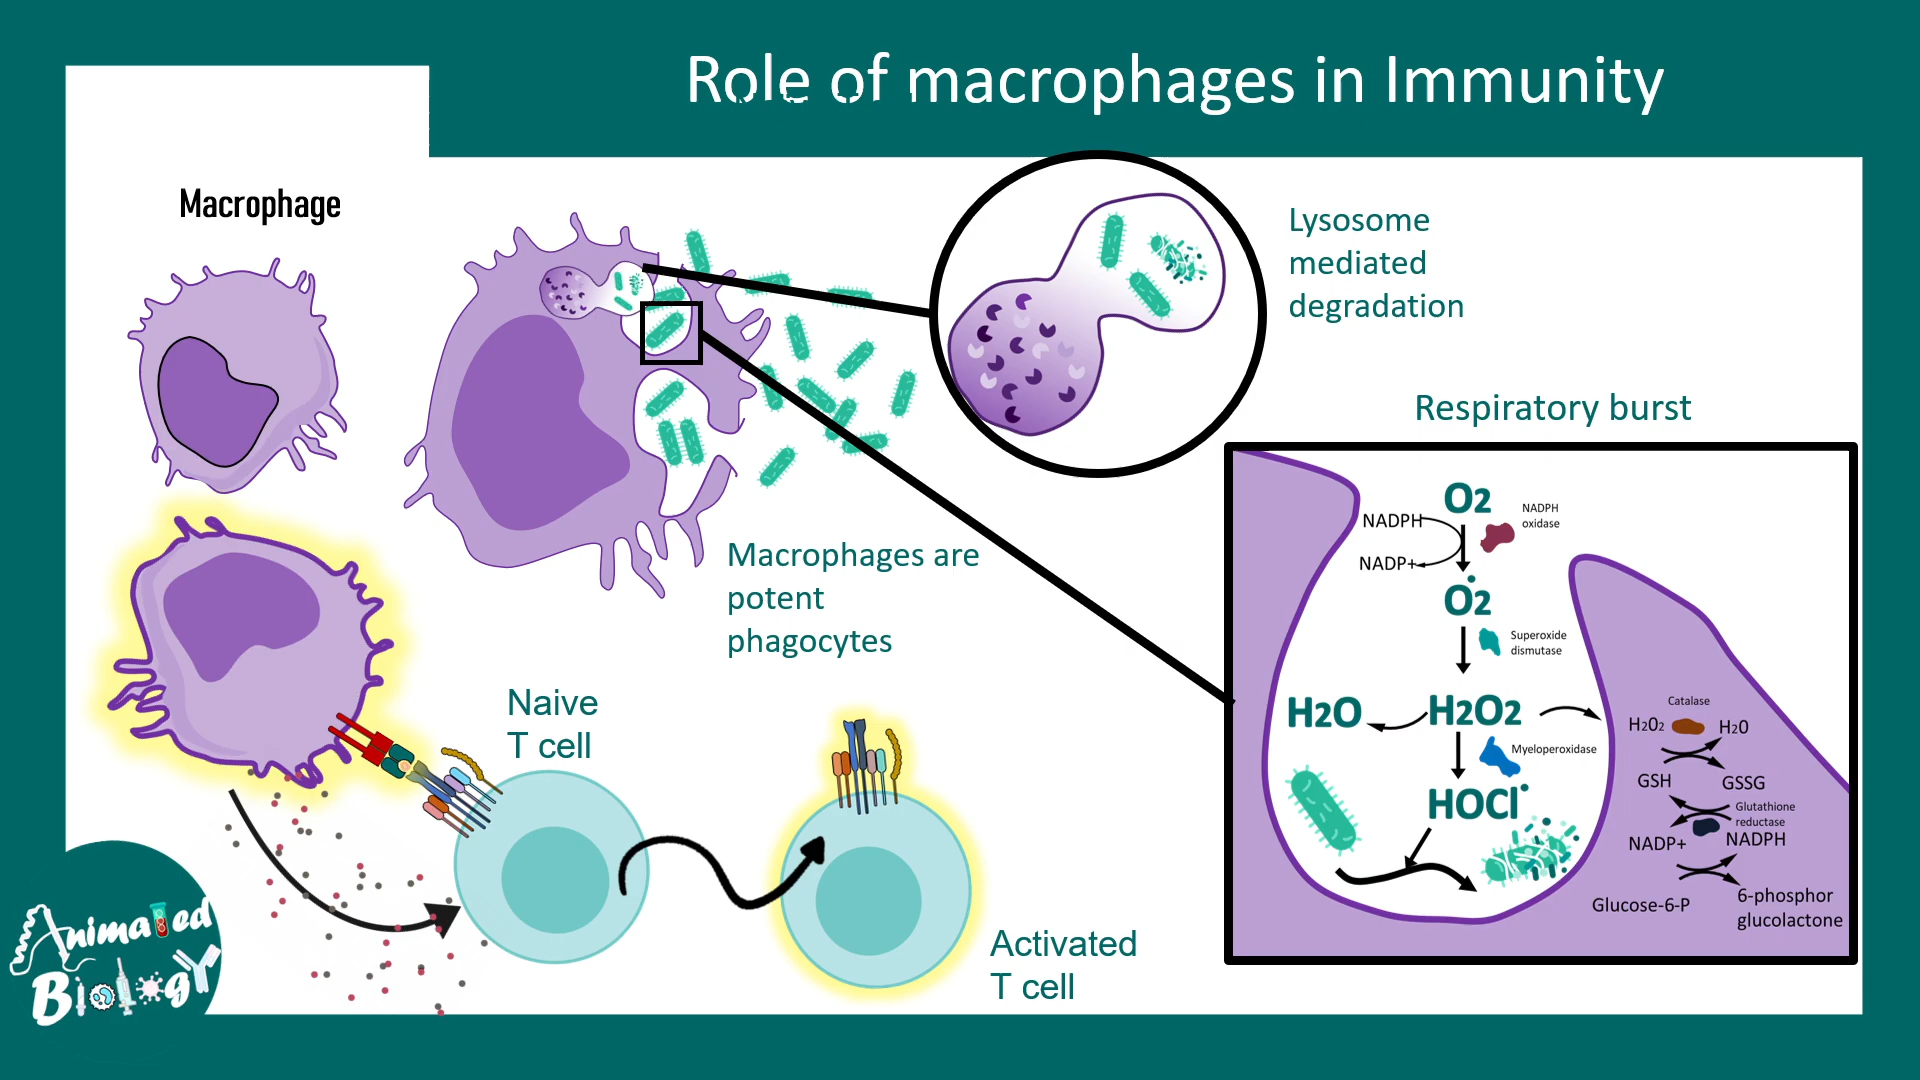 Role of macrophages in Immunity
Macrophage
Lysosome
mediated
degradation
Respiratory burst
Macrophages are
potent
phagocytes
Naive
T cell
Activated
T cell
O2
NADPH
NADPH
oxidase
NADP+
O2
Superoxide
dismutase
H2O
H2O2
Myeloperoxidase
HOCl
Catalase
H2O2
H2O
GSH
GSSG
Glutathione
reductase
NADP+
NADPH
Glucose-6-P
6-phosphor
glucolactone
Animated
Biology